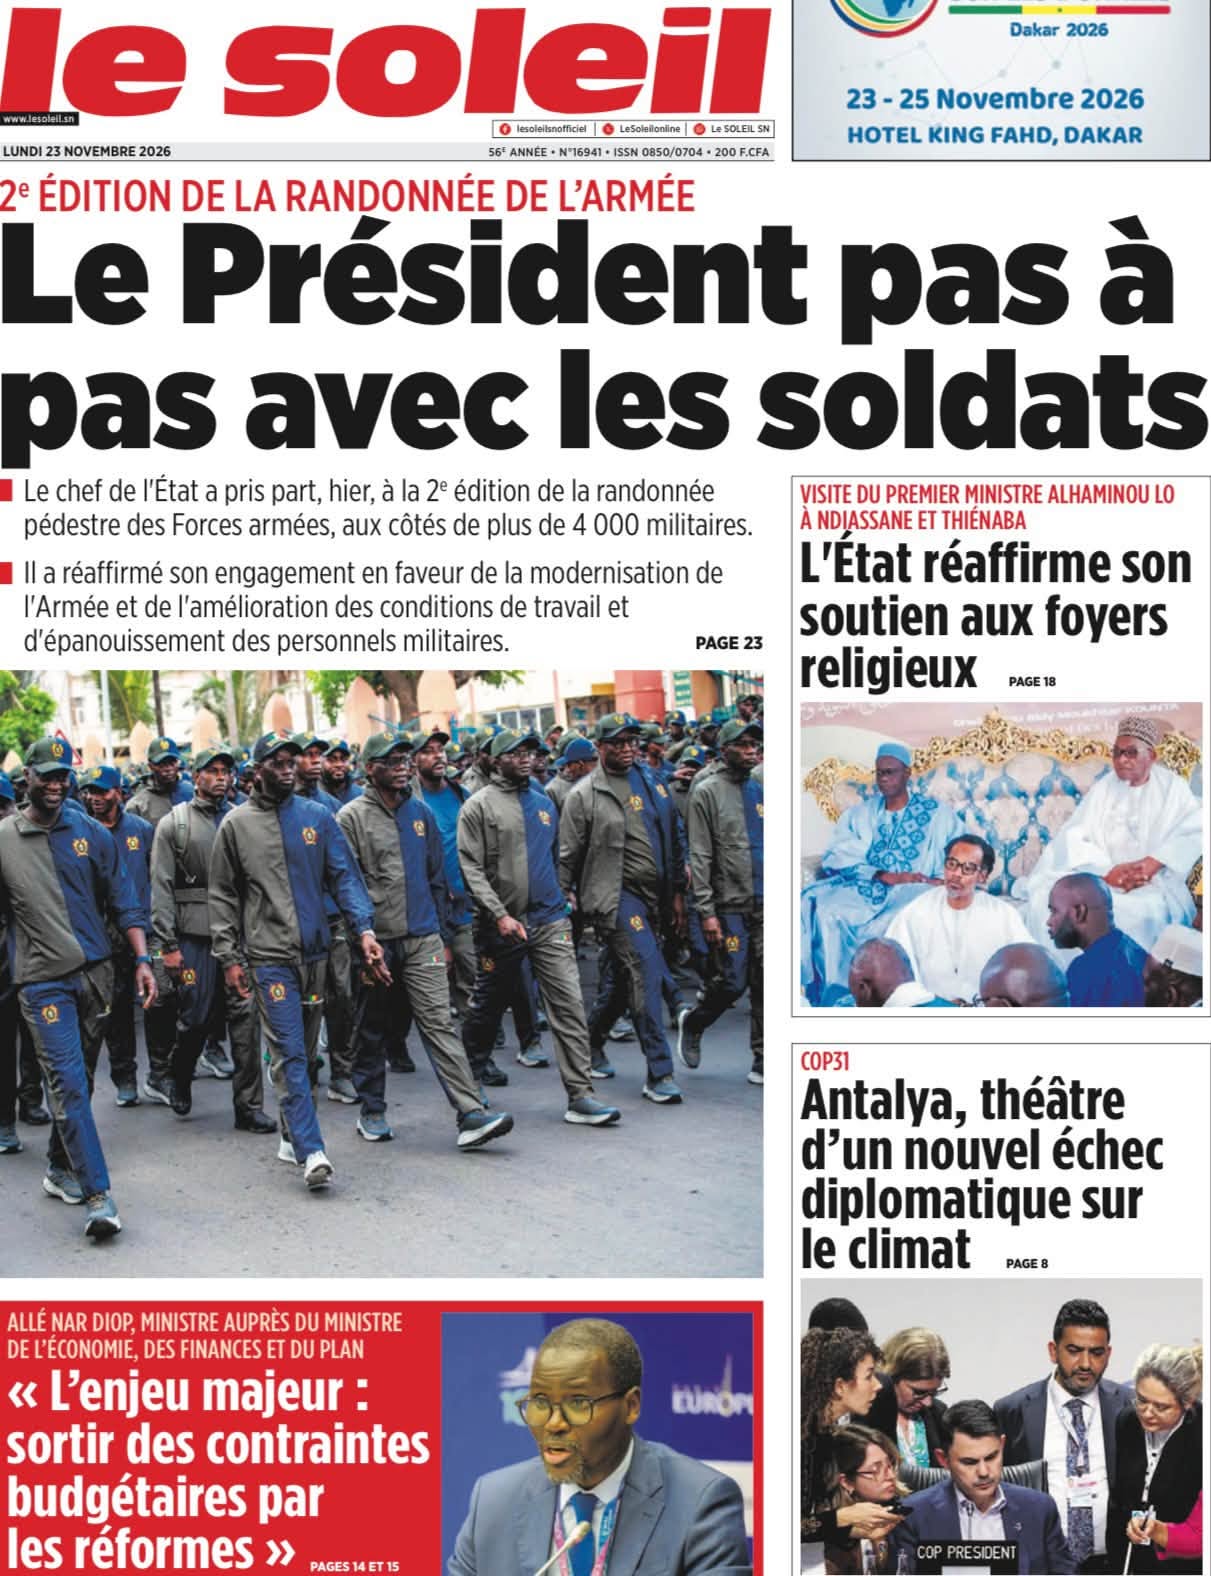 le soleil
www.lesoleil.sn
lesoleilsnofficiel | LeSoleilonline | Le SOLEIL SN
LUNDI 23 NOVEMBRE 2026
56E ANNÉE • N°16941 • ISSN 0850/0704 • 200 F.CFA
Dakar 2026
23 - 25 Novembre 2026
HOTEL KING FAHD, DAKAR
2e ÉDITION DE LA RANDONNÉE DE L'ARMÉE
Le Président pas à
pas avec les soldats
Le chef de l'État a pris part, hier, à la 2e édition de la randonnée
pédestre des Forces armées, aux côtés de plus de 4 000 militaires.
Il a réaffirmé son engagement en faveur de la modernisation de
l'Armée et de l'amélioration des conditions de travail et
d'épanouissement des personnels militaires.
PAGE 23
VISITE DU PREMIER MINISTRE ALHAMINOU LO
À NDIASSANE ET THIÉNABA
L'État réaffirme son
soutien aux foyers
religieux PAGE 18
COP31
Antalya, théâtre
d'un nouvel échec
diplomatique sur
le climat PAGE 8
COP PRESIDENT
ALLÉ NAR DIOP, MINISTRE AUPRÈS DU MINISTRE
DE L'ÉCONOMIE, DES FINANCES ET DU PLAN
« L'enjeu majeur :
sortir des contraintes
budgétaires par
les réformes » PAGES 14 ET 15